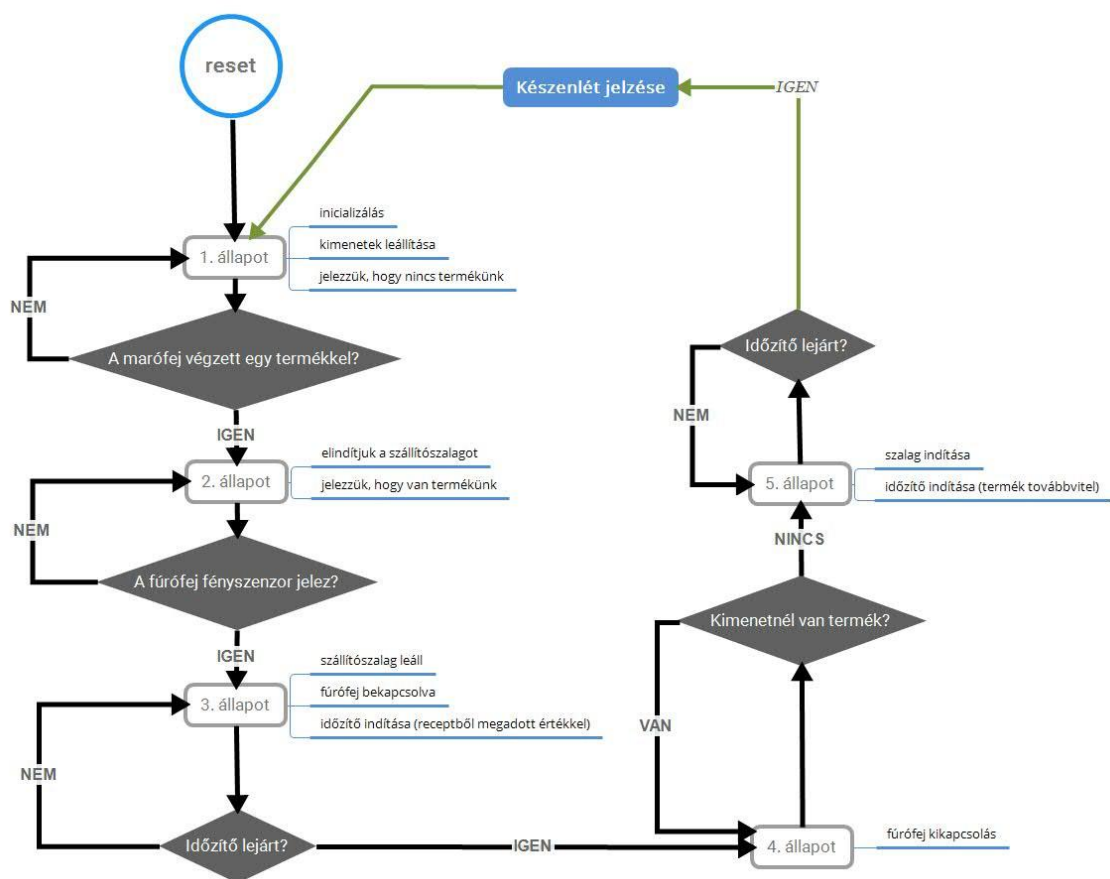 reset
Készenlét jelzése
IGEN
1. állapot
inicializálás
kimenetek leállítása
jelezzük, hogy nincs termékünk
NEM
A marófej végzett egy termékkel?
IGEN
2. állapot
elindítjuk a szállítószalagot
jelezzük, hogy van termékünk
NEM
A fúrófej fényszenzor jelez?
IGEN
3. állapot
szállítószalag leáll
fúrófej bekapcsolva
időzítő indítása (receptből megadott értékkel)
NEM
Időzítő lejárt?
IGEN
4. állapot
fúrófej kikapcsolás
VAN
Kimenetnél van termék?
NINCS
5. állapot
szalag indítása
időzítő indítása (termék továbbvitel)
NEM
Időzítő lejárt?